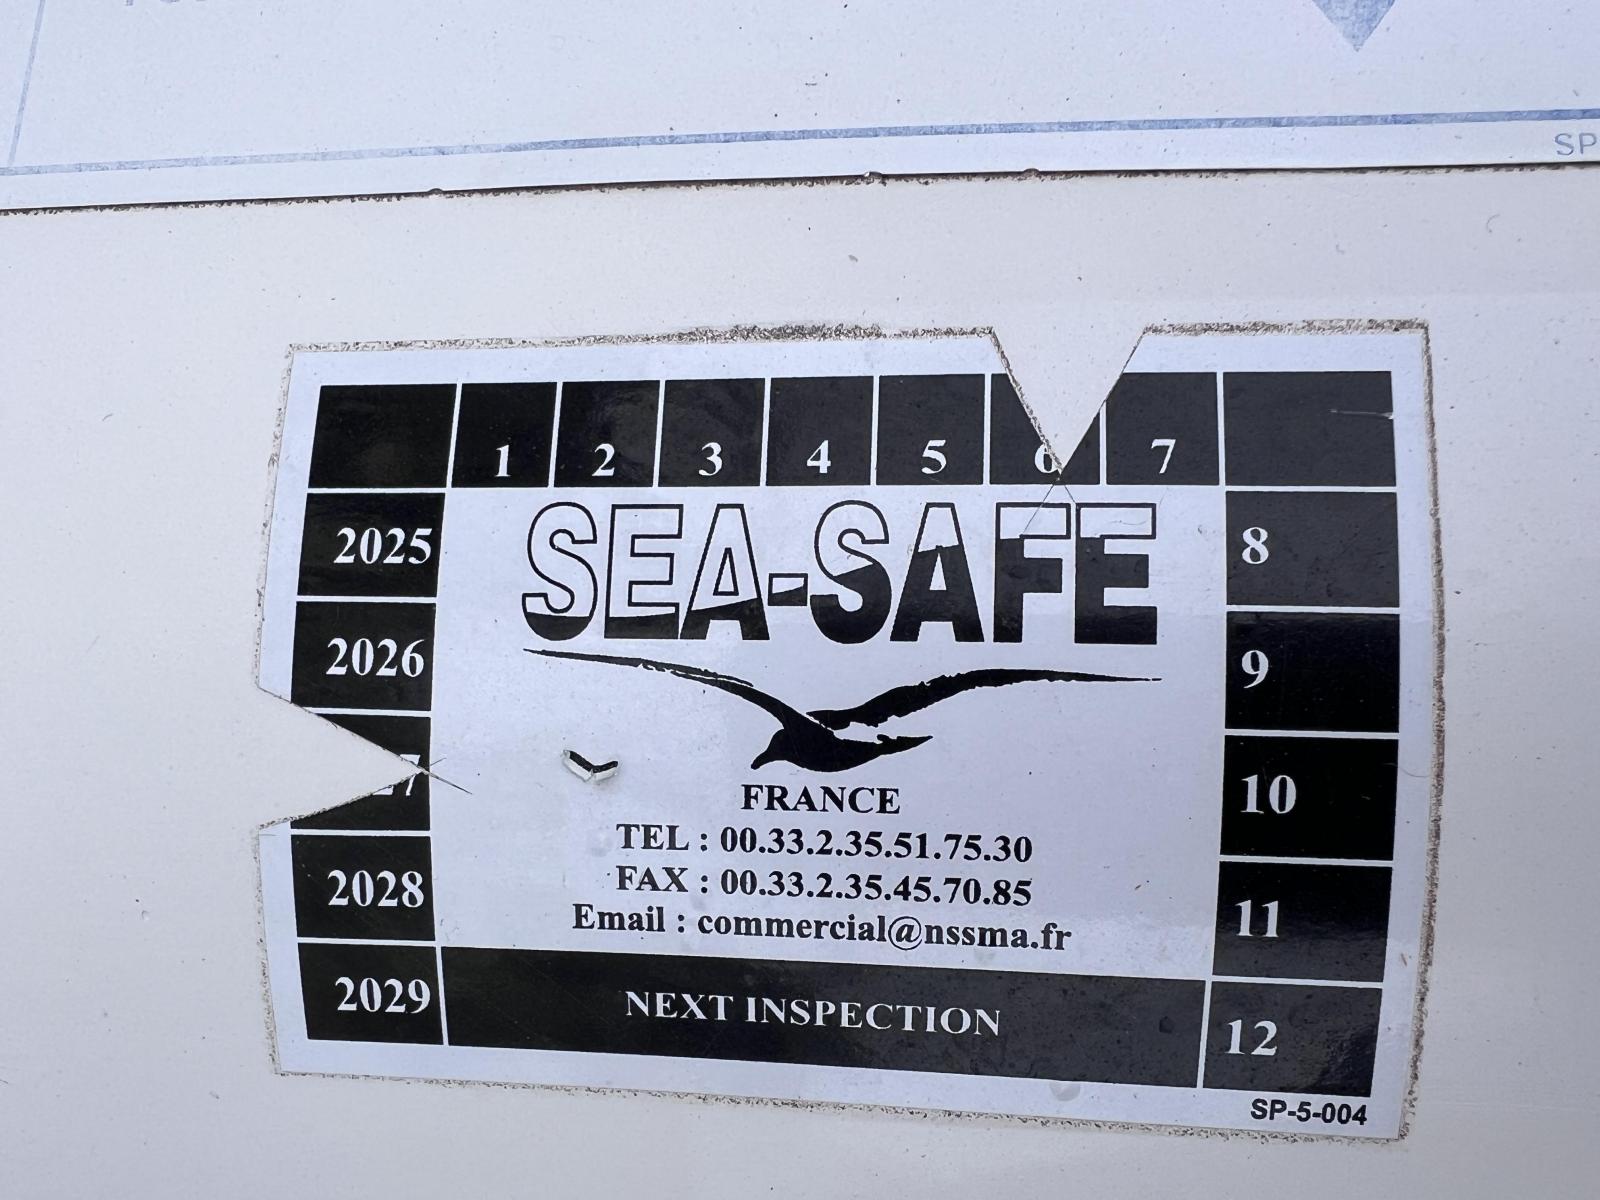 SP
1 2 3 4 5 6 7
SEA-SAFE
2025
8
2026
9
27
10
FRANCE
TEL : 00.33.2.35.51.75.30
FAX : 00.33.2.35.45.70.85
2028
11
Email : commercial@nssma.fr
2029
NEXT INSPECTION
12
SP-5-004